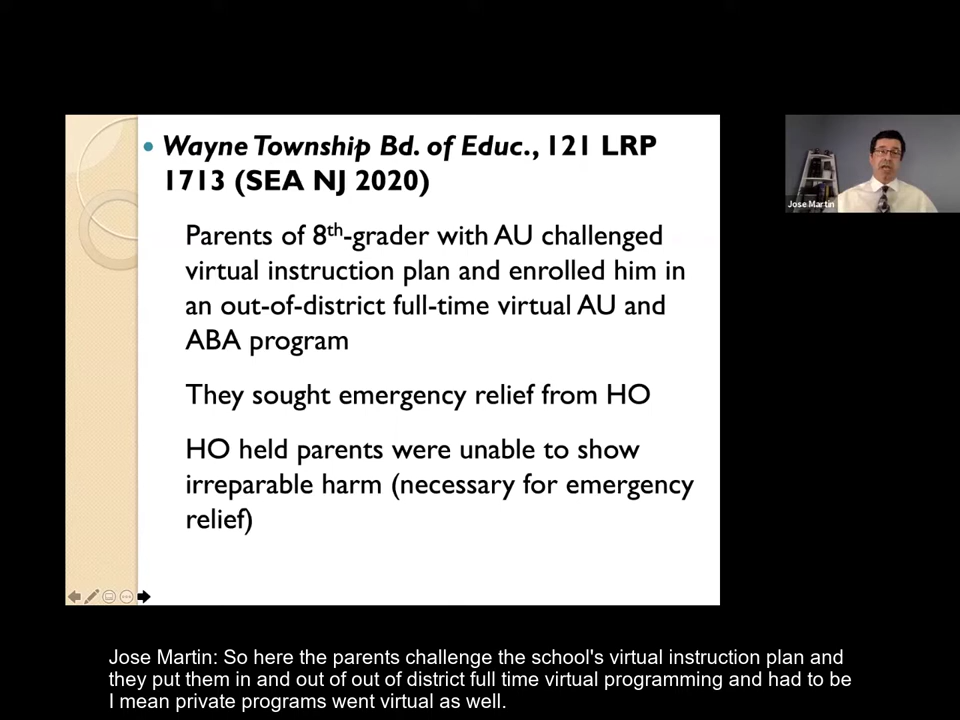 Wayne Township Bd. of Educ., 121 LRP
1713 (SEA NJ 2020)
Parents of 8th-grader with AU challenged
virtual instruction plan and enrolled him in
an out-of-district full-time virtual AU and
ABA program
They sought emergency relief from HO
HO held parents were unable to show
irreparable harm (necessary for emergency
relief)
Jose Martin
Jose Martin: So here the parents challenge the school's virtual instruction plan and
they put them in and out of out of district full time virtual programming and had to be
I mean private programs went virtual as well.